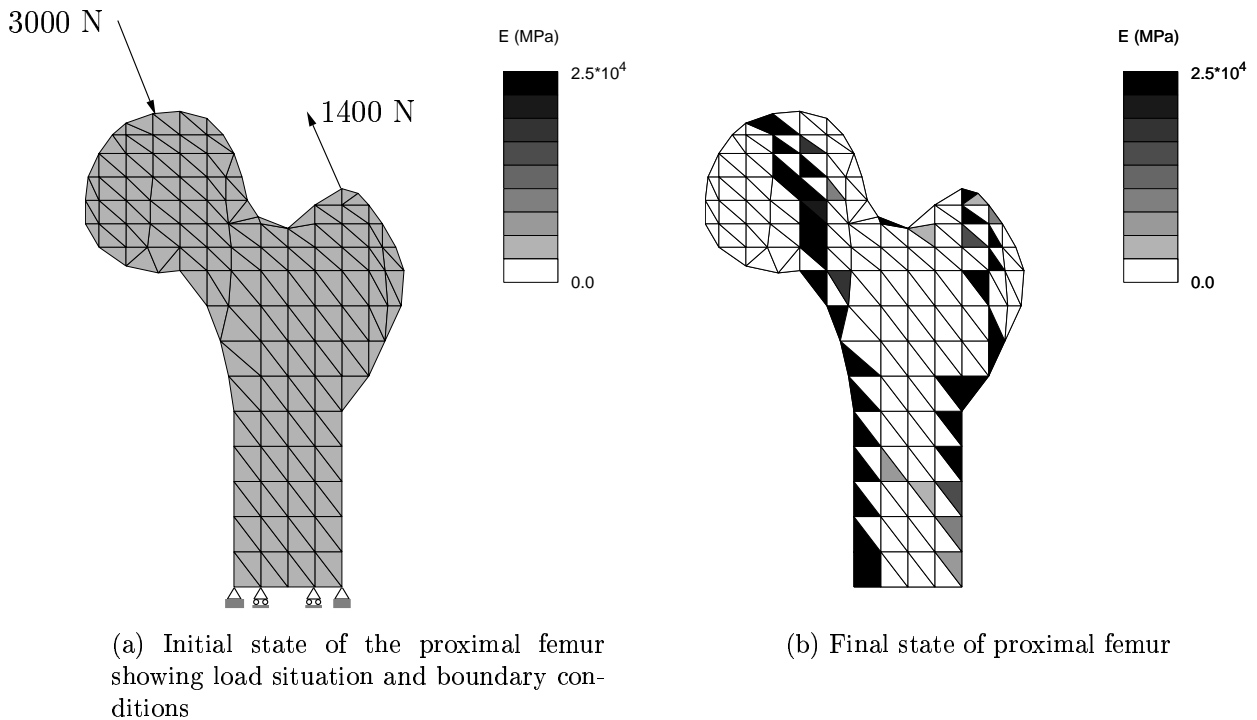 3000 N
1400 N
E (MPa)
2.5*10^4
0.0
E (MPa)
2.5*10^4
0.0
(a) Initial state of the proximal femur
showing load situation and boundary con-
ditions
(b) Final state of proximal femur